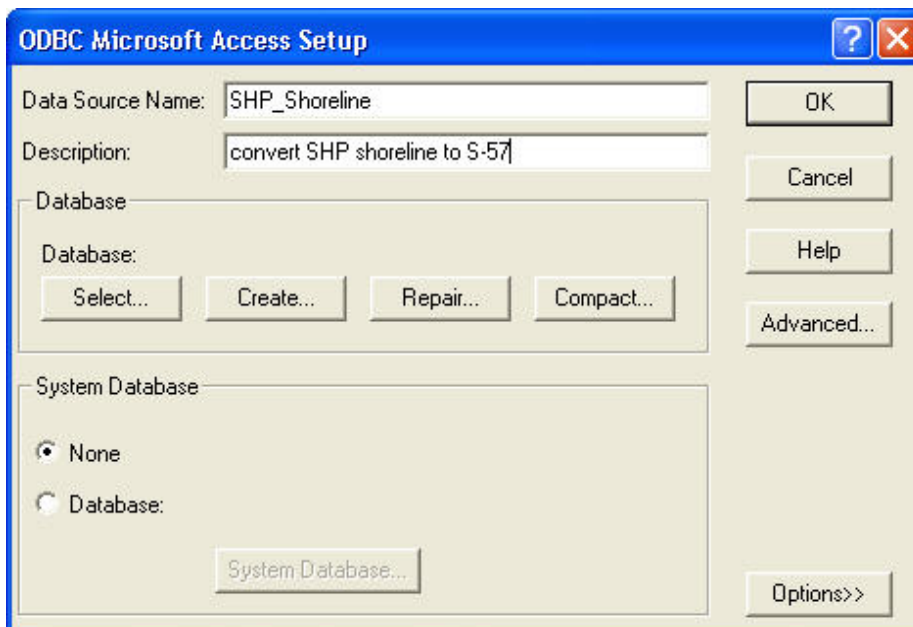 ODBC Microsoft Access Setup
?
Data Source Name: SHP_Shoreline
Description: convert SHP shoreline to S-57
Database
Database:
Select... Create... Repair... Compact...
System Database
None
Database:
System Database...
OK
Cancel
Help
Advanced...
Options>>